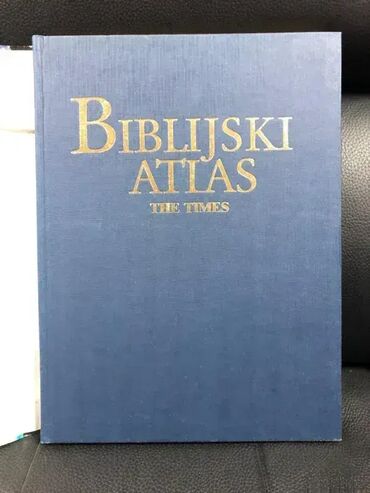 BIBLIJSKI
ATLAS
THE TIMES